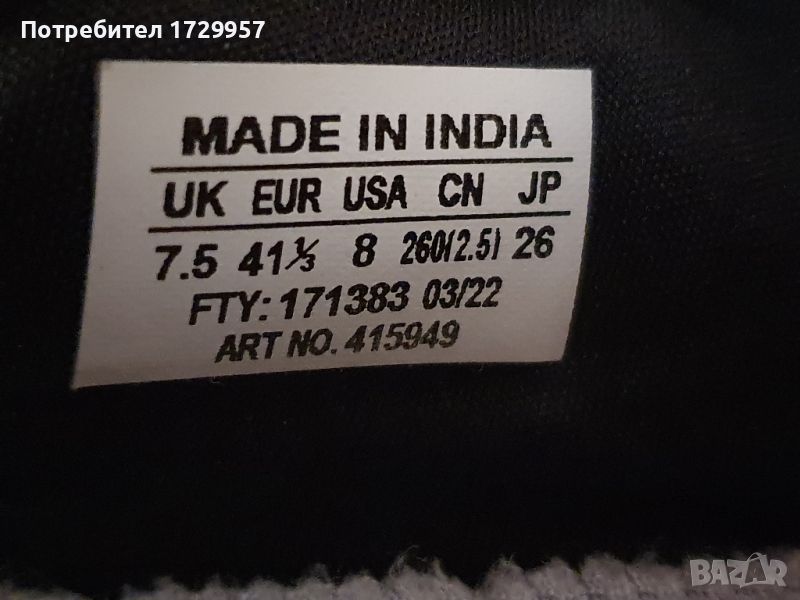 Потребител 1729957
MADE IN INDIA
UK EUR USA CN JP
7.5 41⅓ 8 260(2.5) 26
FTY: 171383 03/22
ART NO. 415949
BAZAR